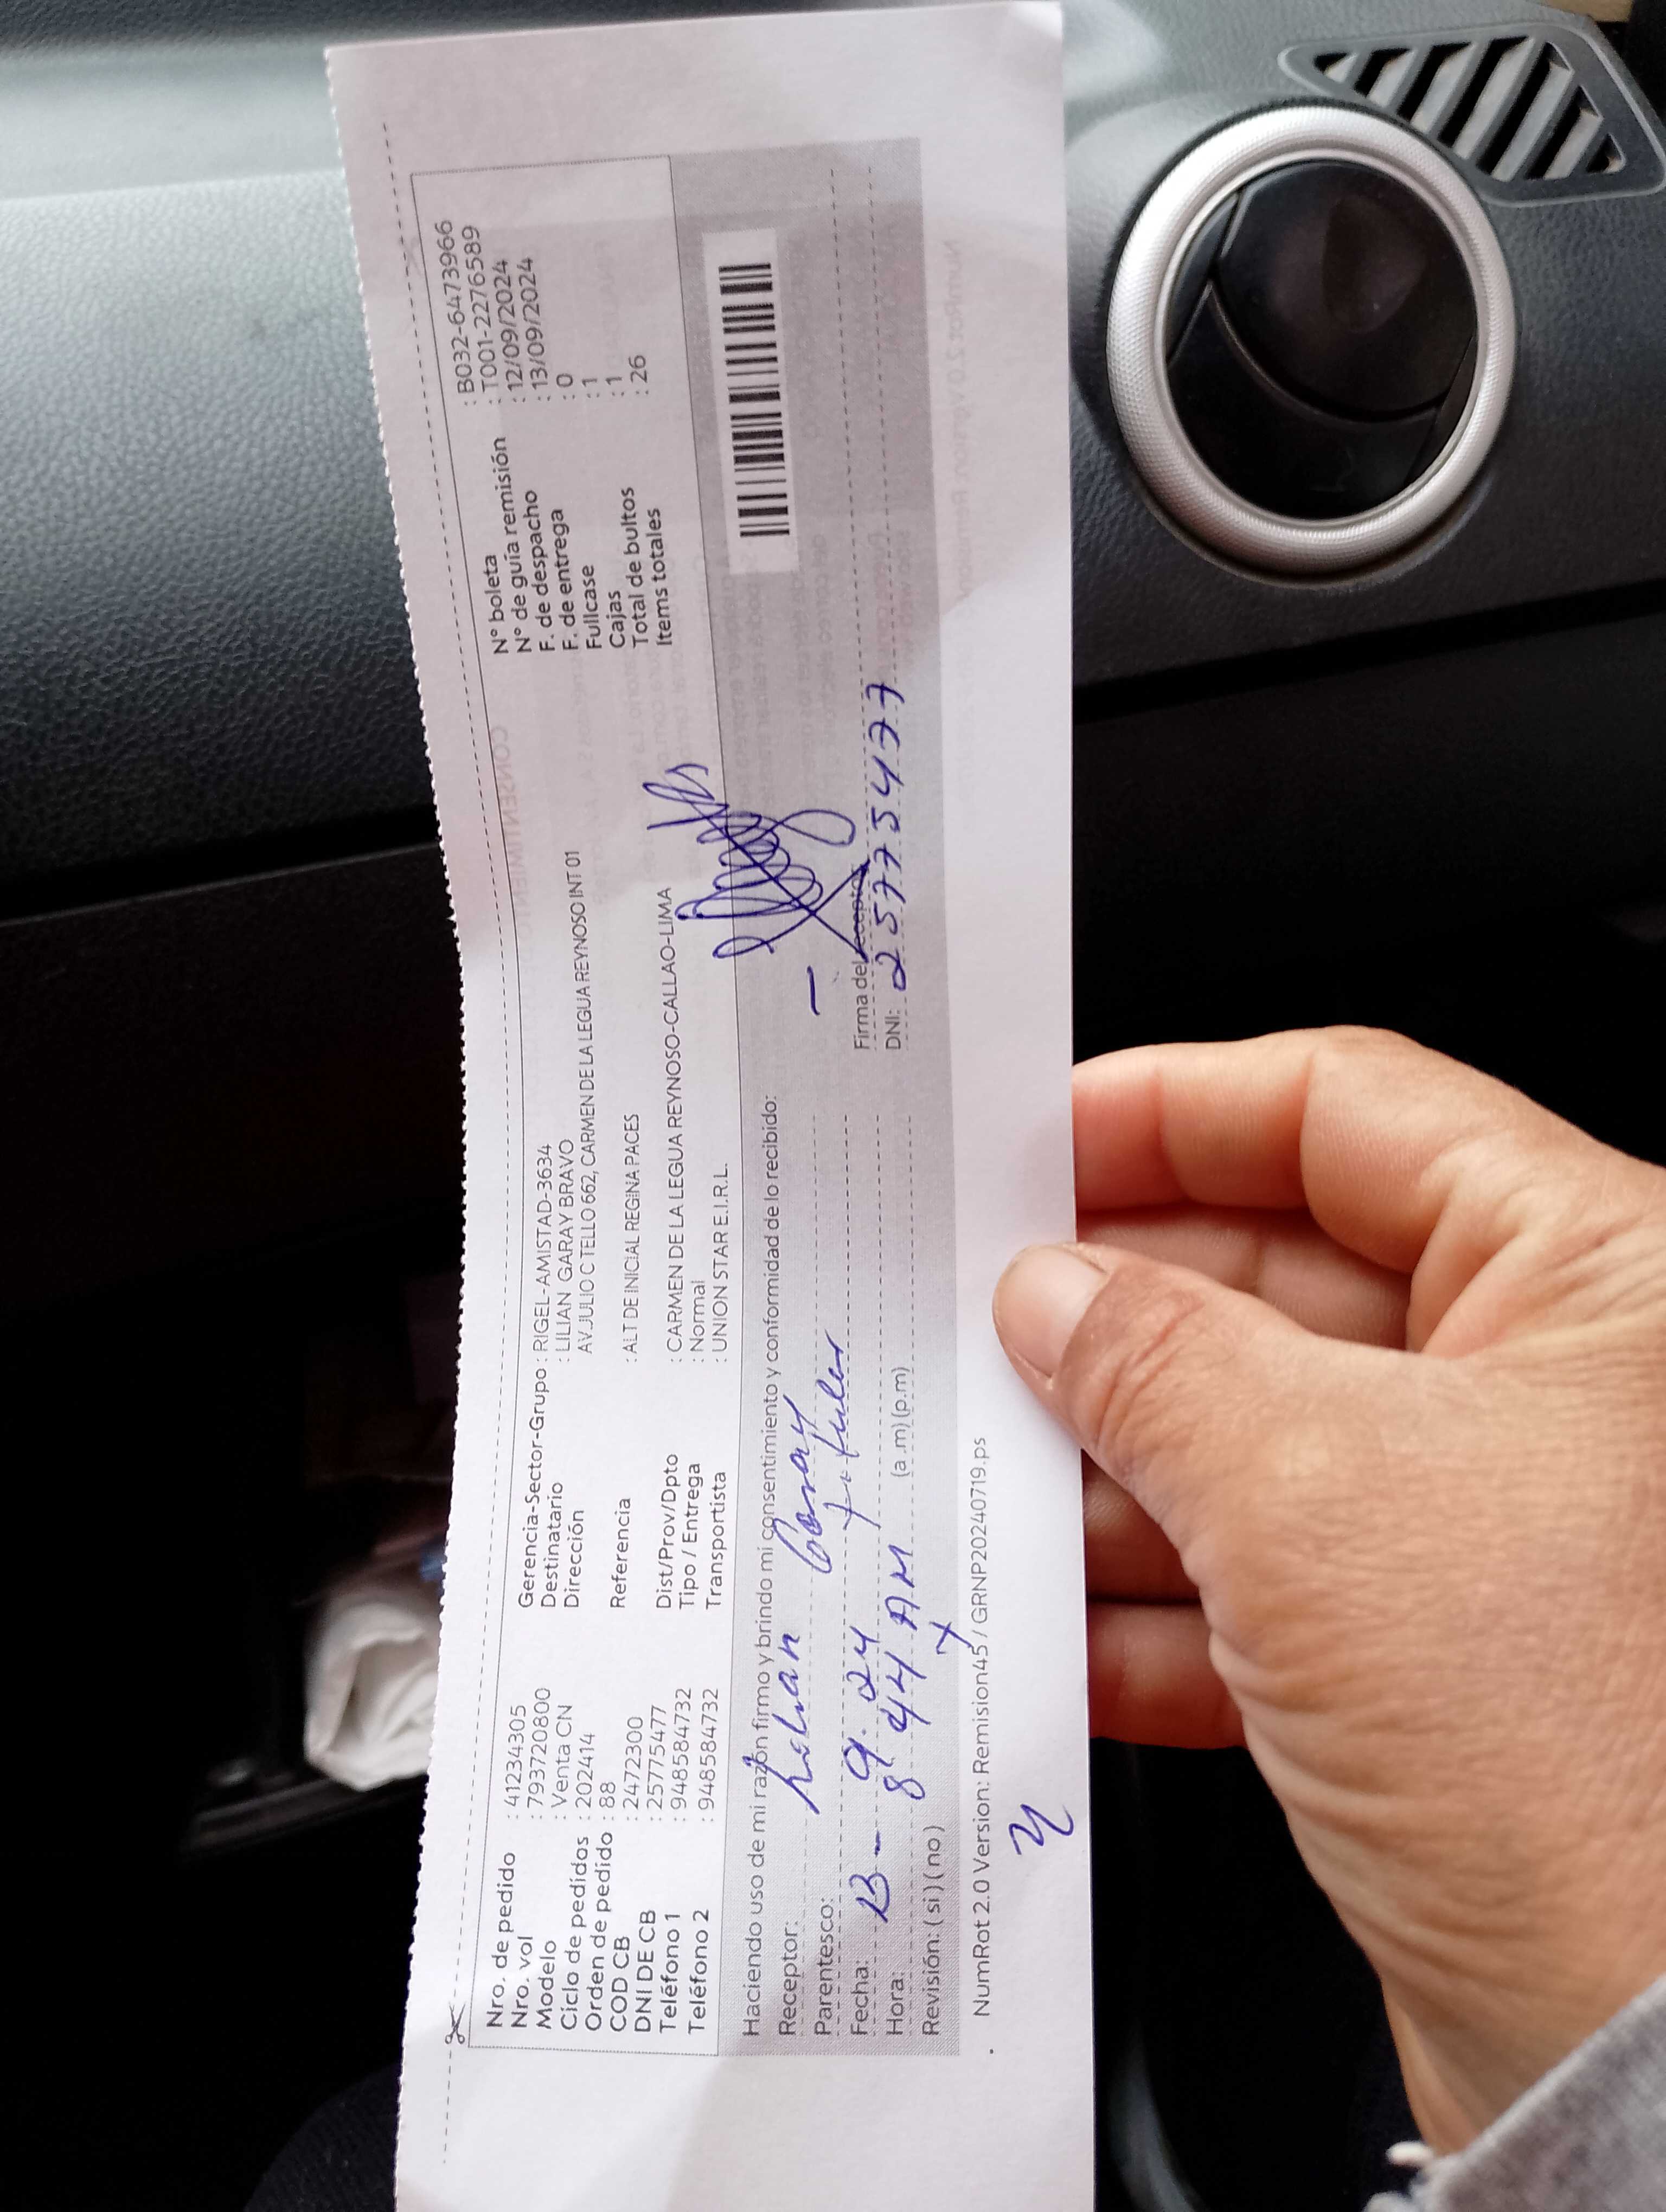 Nro. de pedido : 41234305
Nro. vol : 793720800
Modelo : Venta CN
Ciclo de pedidos : 202414
Orden de pedido : 88
COD CB : 2472300
DNI DE CB : 25775477
Teléfono 1 : 948584732
Teléfono 2 : 948584732
Gerencia-Sector-Grupo : RIGEL-AMISTAD-3634
Destinatario : LILIAN GARAY BRAVO
Dirección AV.JULIO C TELLO 662, CARMEN DE LA LEGUA REYNOSO INT 01
Referencia : ALT DE INICIAL REGINA PACES
Dist/Prov/Dpto : CARMEN DE LA LEGUA REYNOSO-CALLAO-LIMA
Tipo / Entrega : Normal
Transportista : UNION STAR E.I.R.L.
N° boleta : B032-64473966
N° de guía remisión : T001-2276589
F. de despacho : 12/09/2024
F. de entrega : 13/09/2024
Fullcase : 0
Cajas : 1
Total de bultos : 1
Items totales : 26
Haciendo uso de mi razón firmo y brindo mi consentimiento y conformidad de lo recibido:
Receptor: Lilian Garay
Parentesco: titular
Fecha: 13 - 9. 24
Hora: 8 44 AM (a .m) (p.m)
Revisión: ( si ) ( no )
Firma del receptor
DNI: 25775477
NumRot 2.0 Version: Remision45 / GRNP20240719.ps